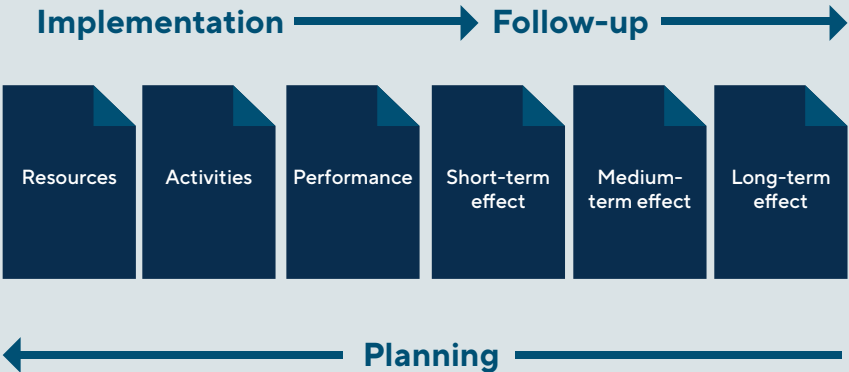 Implementation Follow-up
Resources
Activities
Performance
Short-term
effect
Medium-
term effect
Long-term
effect
Planning